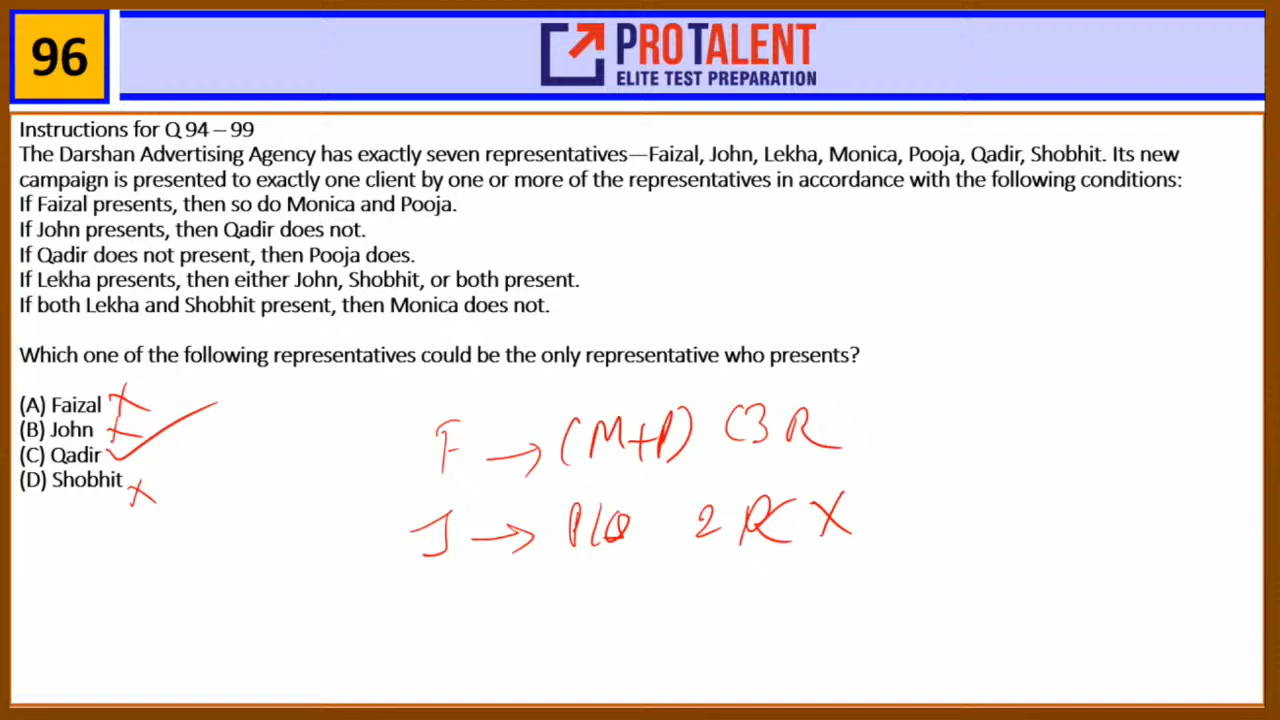 96
PROTALENT
ELITE TEST PREPARATION
Instructions for Q 94 – 99
The Darshan Advertising Agency has exactly seven representatives—Faizal, John, Lekha, Monica, Pooja, Qadir, Shobhit. Its new
campaign is presented to exactly one client by one or more of the representatives in accordance with the following conditions:
If Faizal presents, then so do Monica and Pooja.
If John presents, then Qadir does not.
If Qadir does not present, then Pooja does.
If Lekha presents, then either John, Shobhit, or both present.
If both Lekha and Shobhit present, then Monica does not.
Which one of the following representatives could be the only representative who presents?
(A) Faizal
(B) John
(C) Qadir
(D) Shobhit
F → (M+P) (3 R
J → 2 R X